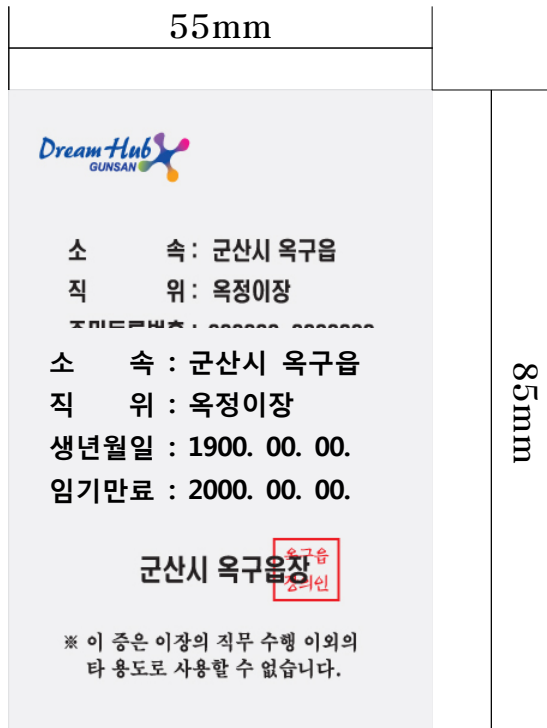 55mm
Dream Hub
GUNSAN
소 속 : 군산시 옥구읍
직 위 : 옥정이장
소 속 : 군산시 옥구읍
직 위 : 옥정이장
생년월일 : 1900. 00. 00.
임기만료 : 2000. 00. 00.
군산시 옥구읍장
옥구읍
장의인
※ 이 증은 이장의 직무 수행 이외의
타 용도로 사용할 수 없습니다.
85mm